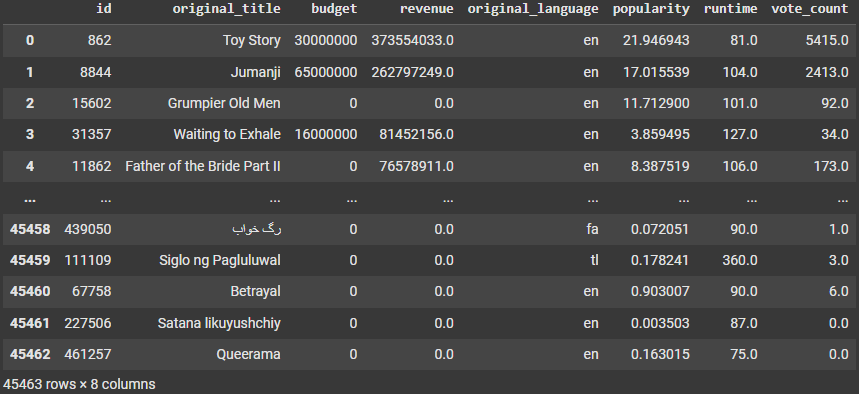 id original_title budget revenue original_language popularity runtime vote_count
0 862 Toy Story 30000000 373554033.0 en 21.946943 81.0 5415.0
1 8844 Jumanji 65000000 262797249.0 en 17.015539 104.0 2413.0
2 15602 Grumpier Old Men 0 0.0 en 11.712900 101.0 92.0
3 31357 Waiting to Exhale 16000000 81452156.0 en 3.859495 127.0 34.0
4 11862 Father of the Bride Part II 0 76578911.0 en 8.387519 106.0 173.0
... ... ... ... ... ... ... ... ...
45458 439050 رگ خواب 0 0.0 fa 0.072051 90.0 1.0
45459 111109 Siglo ng Pagluluwal 0 0.0 tl 0.178241 360.0 3.0
45460 67758 Betrayal 0 0.0 en 0.903007 90.0 6.0
45461 227506 Satana likuyushchiy 0 0.0 en 0.003503 87.0 0.0
45462 461257 Queerama 0 0.0 en 0.163015 75.0 0.0
45463 rows × 8 columns